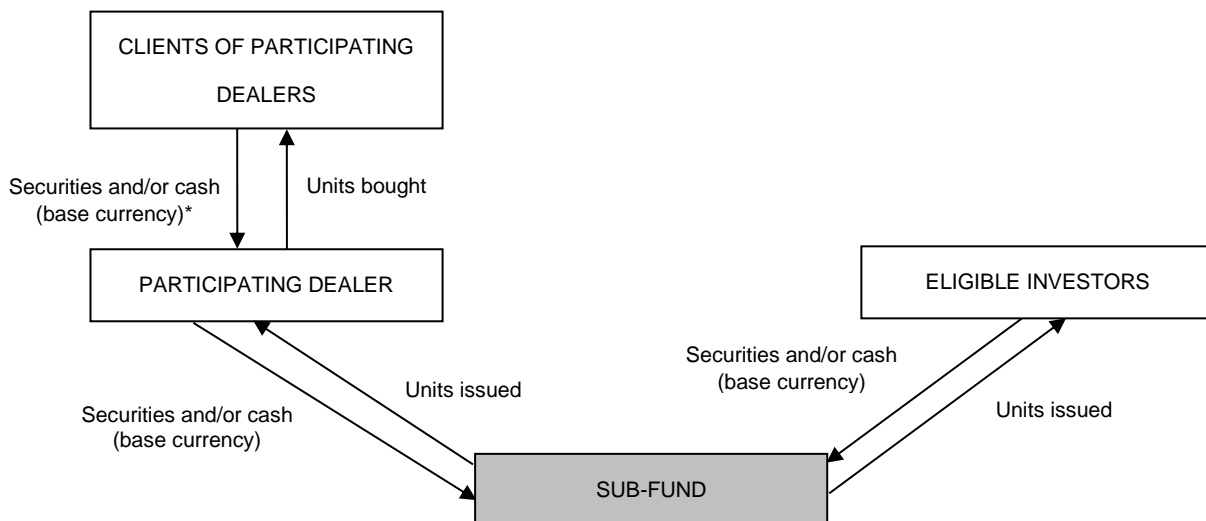 CLIENTS OF PARTICIPATING
DEALERS
Securities and/or cash
(base currency)*
Units bought
PARTICIPATING DEALER
ELIGIBLE INVESTORS
Securities and/or cash
(base currency)
Units issued
Securities and/or cash
(base currency)
Units issued
SUB-FUND